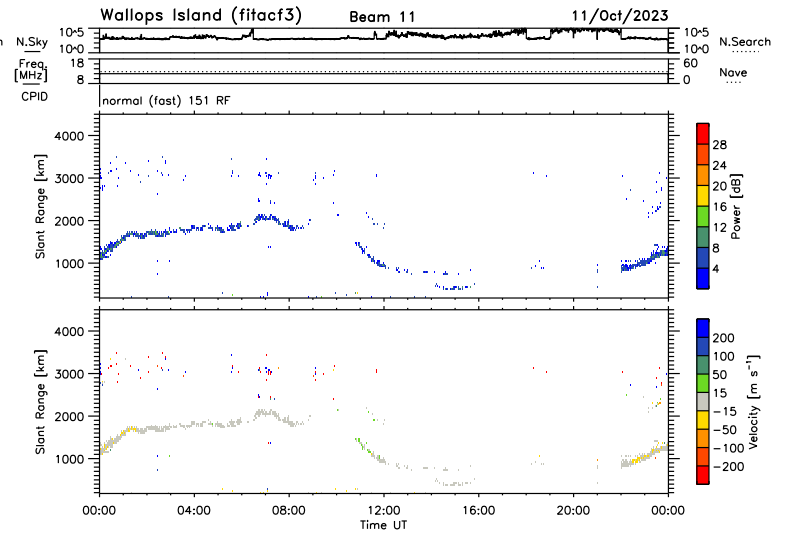 Wallops Island (fitacf3) Beam 11 11/Oct/2023
n N.Sky 10^5 10^5 N.Search
10^0 10^0
Freq. 18 60 Nave
[MHz] 8 0
CPID normal (fast) 151 RF
4000
3000
2000
1000
Slant Range [km]
28
24
20
16
12
8
4
Power [dB]
4000
3000
2000
1000
Slant Range [km]
200
100
50
15
-15
-50
-100
-200
Velocity [m s⁻¹]
00:00 04:00 08:00 12:00 16:00 20:00 00:00
Time UT